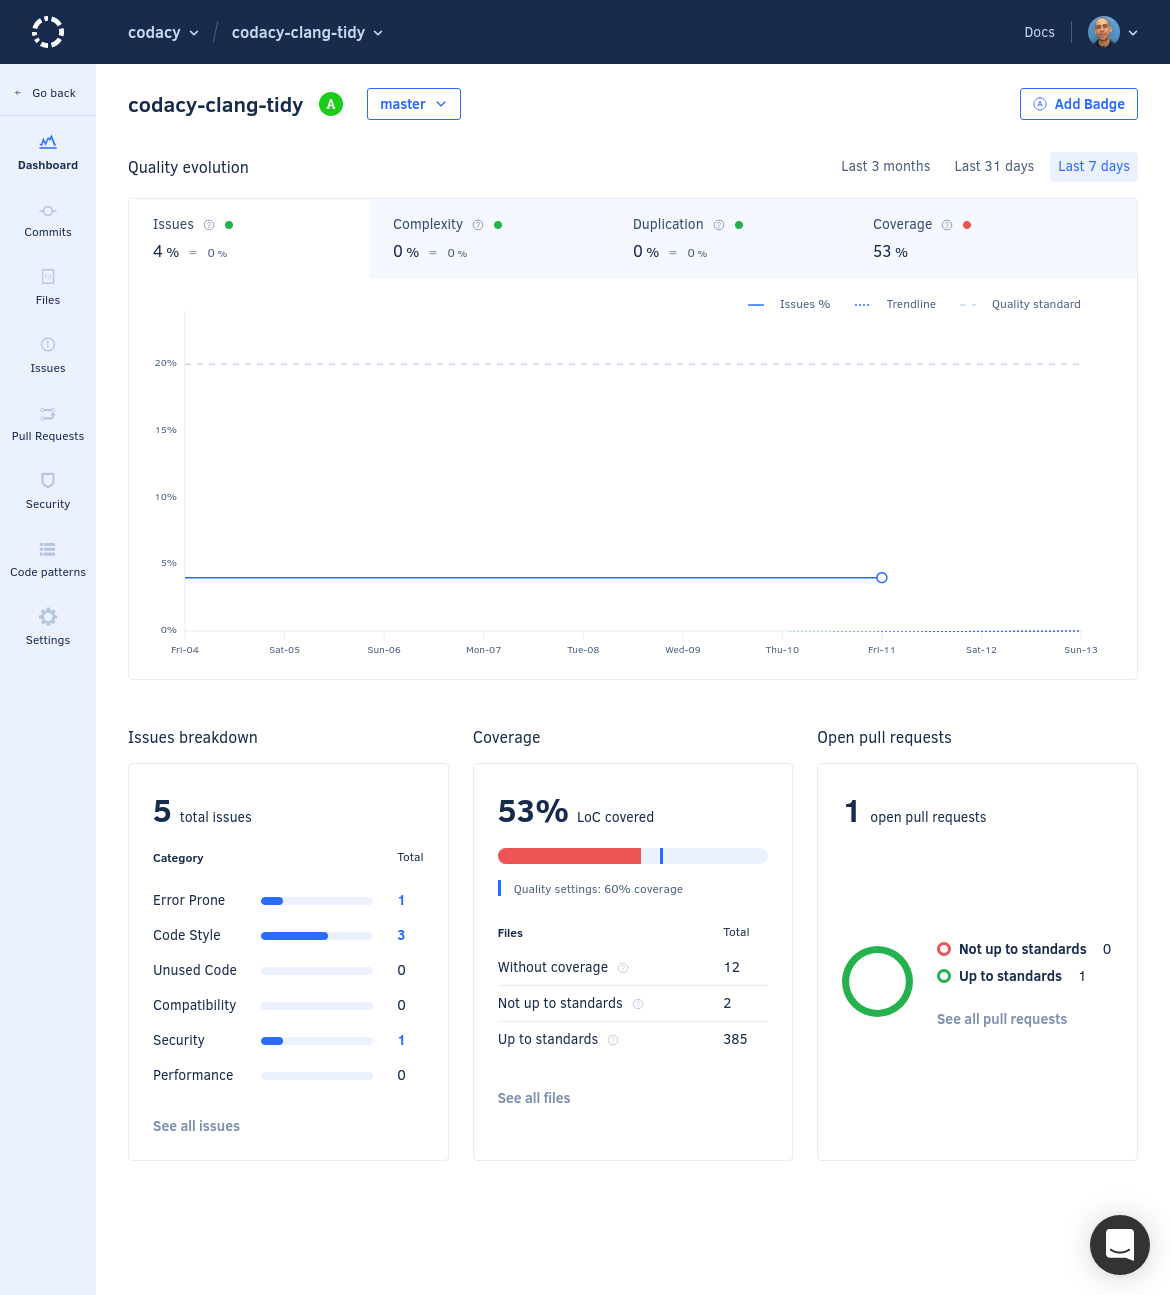 codacy / codacy-clang-tidy
Docs
Go back
Dashboard
Commits
Files
Issues
Pull Requests
Security
Code patterns
Settings
codacy-clang-tidy A master
Add Badge
Quality evolution
Last 3 months Last 31 days Last 7 days
Issues ? Complexity ? Duplication ? Coverage ?
4 % = 0 % 0 % = 0 % 0 % = 0 % 53 %
Issues % Trendline Quality standard
20%
15%
10%
5%
0%
Fri-04 Sat-05 Sun-06 Mon-07 Tue-08 Wed-09 Thu-10 Fri-11 Sat-12 Sun-13
Issues breakdown
5 total issues
Category Total
Error Prone 1
Code Style 3
Unused Code 0
Compatibility 0
Security 1
Performance 0
See all issues
Coverage
53% LoC covered
Quality settings: 60% coverage
Files Total
Without coverage ? 12
Not up to standards ? 2
Up to standards ? 385
See all files
Open pull requests
1 open pull requests
Not up to standards 0
Up to standards 1
See all pull requests